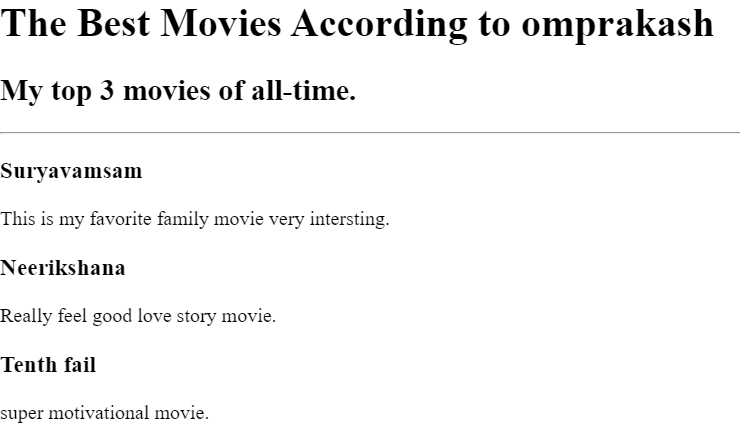 The Best Movies According to omprakash
My top 3 movies of all-time.
Suryavamsam
This is my favorite family movie very intersting.
Neerikshana
Really feel good love story movie.
Tenth fail
super motivational movie.